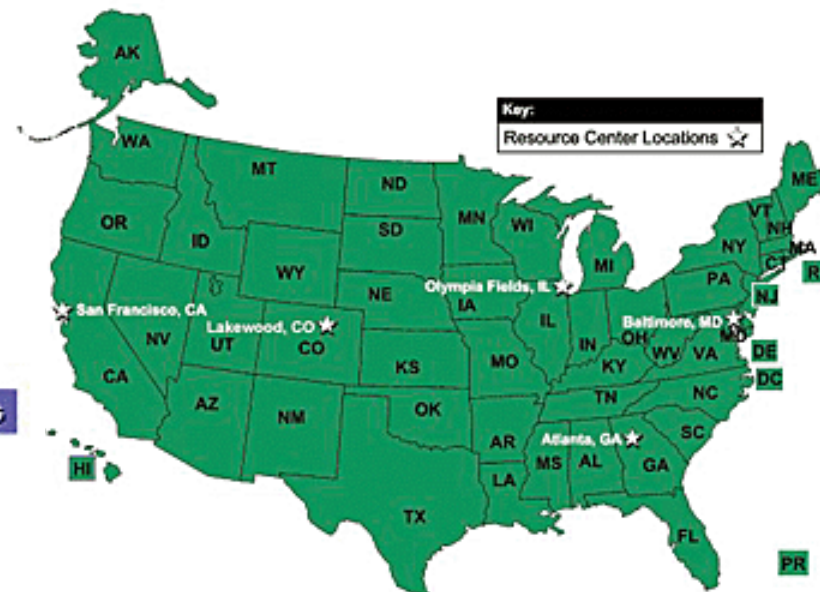 AK
Key:
Resource Center Locations
WA
MT
ND
MN
OR
ID
SD
WI
WY
MI
NY
VT
NH
ME
MA
CT
R
PA
NJ
San Francisco, CA
NV
Lakewood, CO
UT
CO
NE
IA
Olympia Fields, IL
IL
IN
OH
Baltimore, MD
MD
DE
DC
CA
KS
MO
KY
WV
VA
AZ
NM
OK
AR
TN
NC
SC
Atlanta, GA
MS
AL
GA
HI
TX
LA
FL
PR